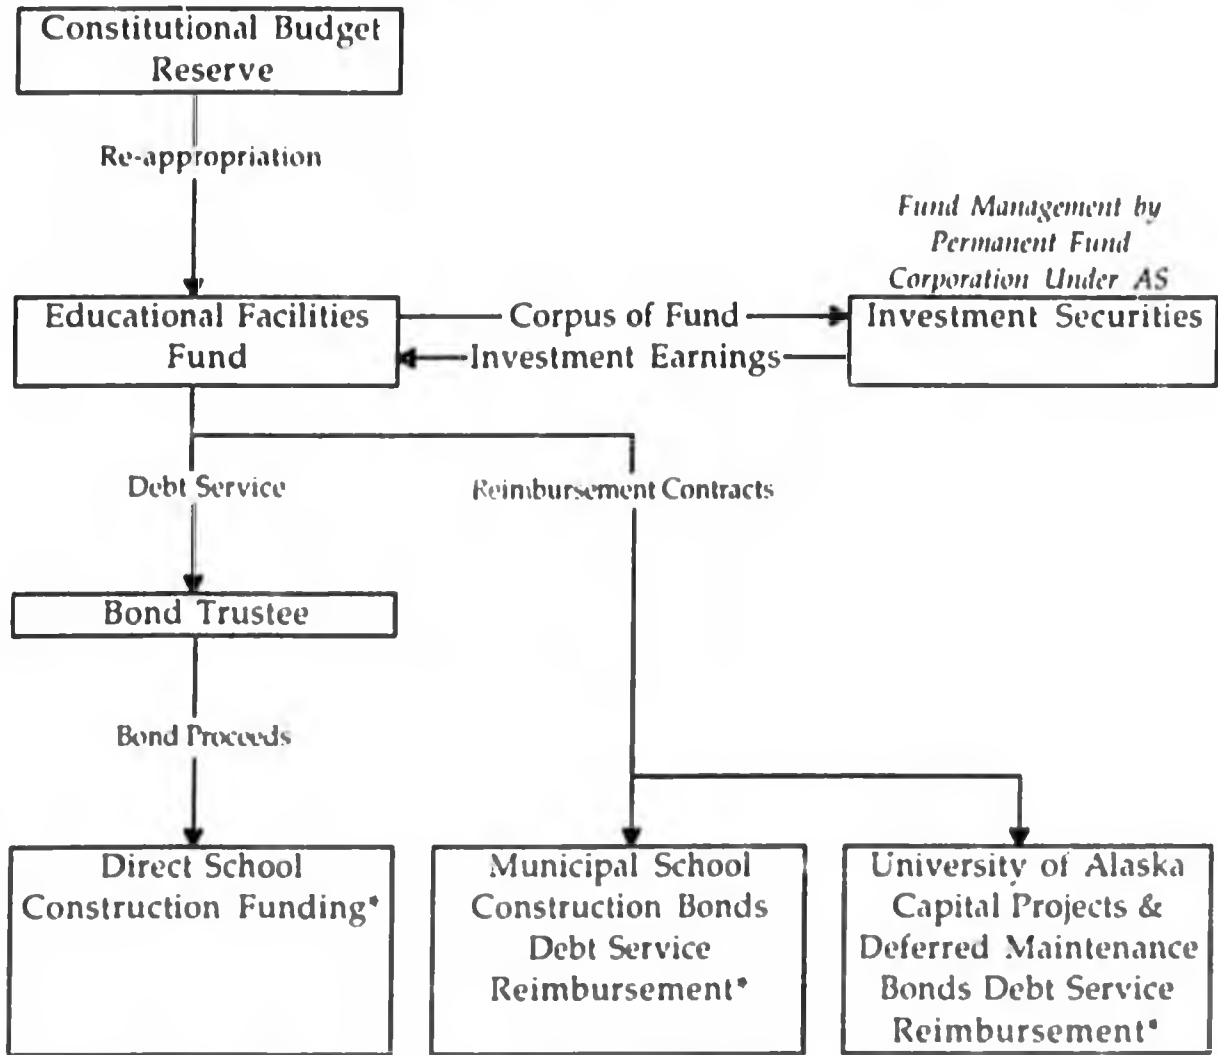 Constitutional Budget
Reserve
Re-appropriation
Fund Management by
Permanent Fund
Corporation Under AS
Educational Facilities
Fund
Corpus of Fund
Investment Earnings
Investment Securities
Debt Service
Reimbursement Contracts
Bond Trustee
Bond Proceeds
Direct School
Construction Funding*
Municipal School
Construction Bonds
Debt Service
Reimbursement*
University of Alaska
Capital Projects &
Deferred Maintenance
Bonds Debt Service
Reimbursement*